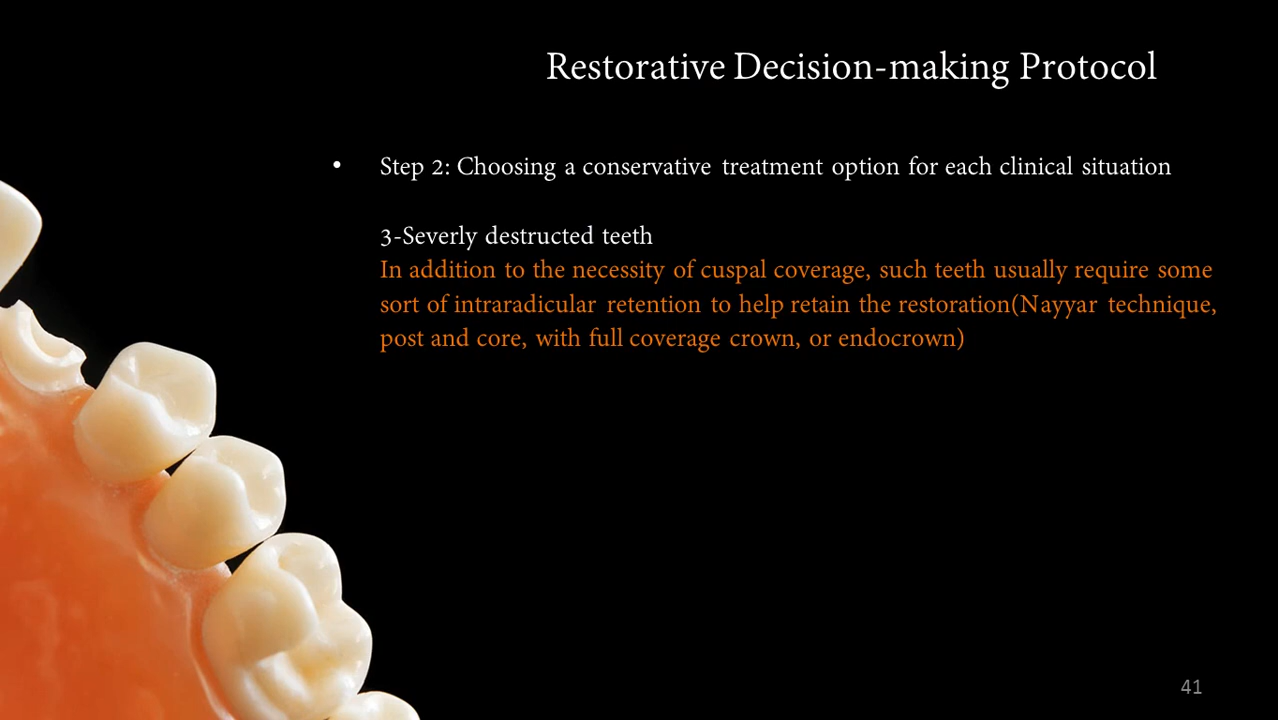 Restorative Decision-making Protocol
• Step 2: Choosing a conservative treatment option for each clinical situation
3-Severly destructed teeth
In addition to the necessity of cuspal coverage, such teeth usually require some
sort of intraradicular retention to help retain the restoration(Nayyar technique,
post and core, with full coverage crown, or endocrown)
41